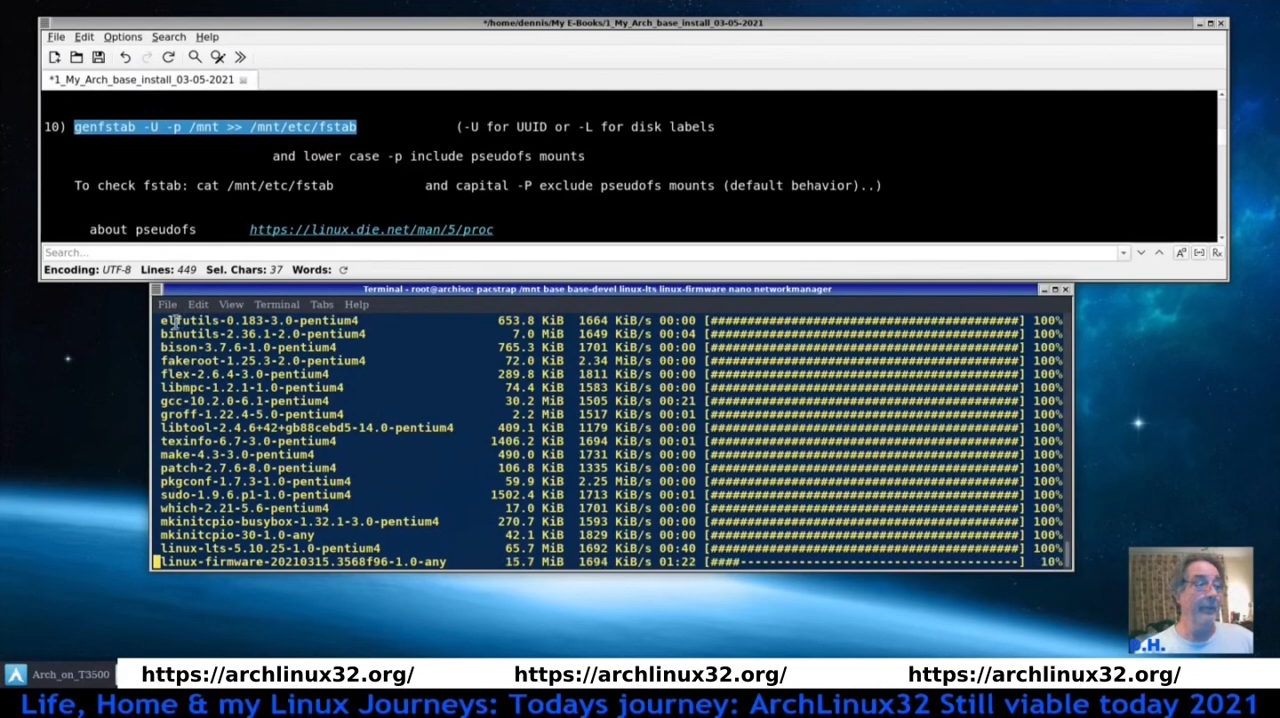 */home/dennis/My E-Books/1_My_Arch_base_install_03-05-2021
File Edit Options Search Help
*1_My_Arch_base_install_03-05-2021
10) genfstab -U -p /mnt >> /mnt/etc/fstab (-U for UUID or -L for disk labels
and lower case -p include pseudofs mounts
To check fstab: cat /mnt/etc/fstab and capital -P exclude pseudofs mounts (default behavior)..)
about pseudofs https://linux.die.net/man/5/proc
Search...
Encoding: UTF-8 Lines: 449 Sel. Chars: 37 Words:
Terminal - root@archiso: pacstrap /mnt base base-devel linux-lts linux-firmware nano networkmanager
File Edit View Terminal Tabs Help
elfutils-0.183-3.0-pentium4 653.8 KiB 1664 KiB/s 00:00 [######################################] 100%
binutils-2.36.1-2.0-pentium4 7.0 MiB 1649 KiB/s 00:04 [######################################] 100%
bison-3.7.6-1.0-pentium4 765.3 KiB 1701 KiB/s 00:00 [######################################] 100%
fakeroot-1.25.3-2.0-pentium4 72.0 KiB 2.34 MiB/s 00:00 [######################################] 100%
flex-2.6.4-3.0-pentium4 289.8 KiB 1811 KiB/s 00:00 [######################################] 100%
libmpc-1.2.1-1.0-pentium4 74.4 KiB 1583 KiB/s 00:00 [######################################] 100%
gcc-10.2.0-6.1-pentium4 30.2 MiB 1505 KiB/s 00:21 [######################################] 100%
groff-1.22.4-5.0-pentium4 2.2 MiB 1517 KiB/s 00:01 [######################################] 100%
libtool-2.4.6+42+gb88cebd5-14.0-pentium4 409.1 KiB 1179 KiB/s 00:00 [######################################] 100%
texinfo-6.7-3.0-pentium4 1406.2 KiB 1694 KiB/s 00:01 [######################################] 100%
make-4.3-3.0-pentium4 490.0 KiB 1731 KiB/s 00:00 [######################################] 100%
patch-2.7.6-8.0-pentium4 106.8 KiB 1335 KiB/s 00:00 [######################################] 100%
pkgconf-1.7.3-1.0-pentium4 59.9 KiB 2.25 MiB/s 00:00 [######################################] 100%
sudo-1.9.6.p1-1.0-pentium4 1502.4 KiB 1713 KiB/s 00:01 [######################################] 100%
which-2.21-5.6-pentium4 17.0 KiB 1701 KiB/s 00:00 [######################################] 100%
mkinitcpio-busybox-1.32.1-3.0-pentium4 270.7 KiB 1593 KiB/s 00:00 [######################################] 100%
mkinitcpio-30-1.0-any 42.1 KiB 1829 KiB/s 00:00 [######################################] 100%
linux-lts-5.10.25-1.0-pentium4 65.7 MiB 1692 KiB/s 00:40 [######################################] 100%
linux-firmware-20210315.3568f96-1.0-any 15.7 MiB 1694 KiB/s 01:22 [####----------------------------------] 10%
D.H.
Arch_on_T3500
https://archlinux32.org/ https://archlinux32.org/ https://archlinux32.org/
Life, Home & my Linux Journeys: Todays journey: ArchLinux32 Still viable today 2021